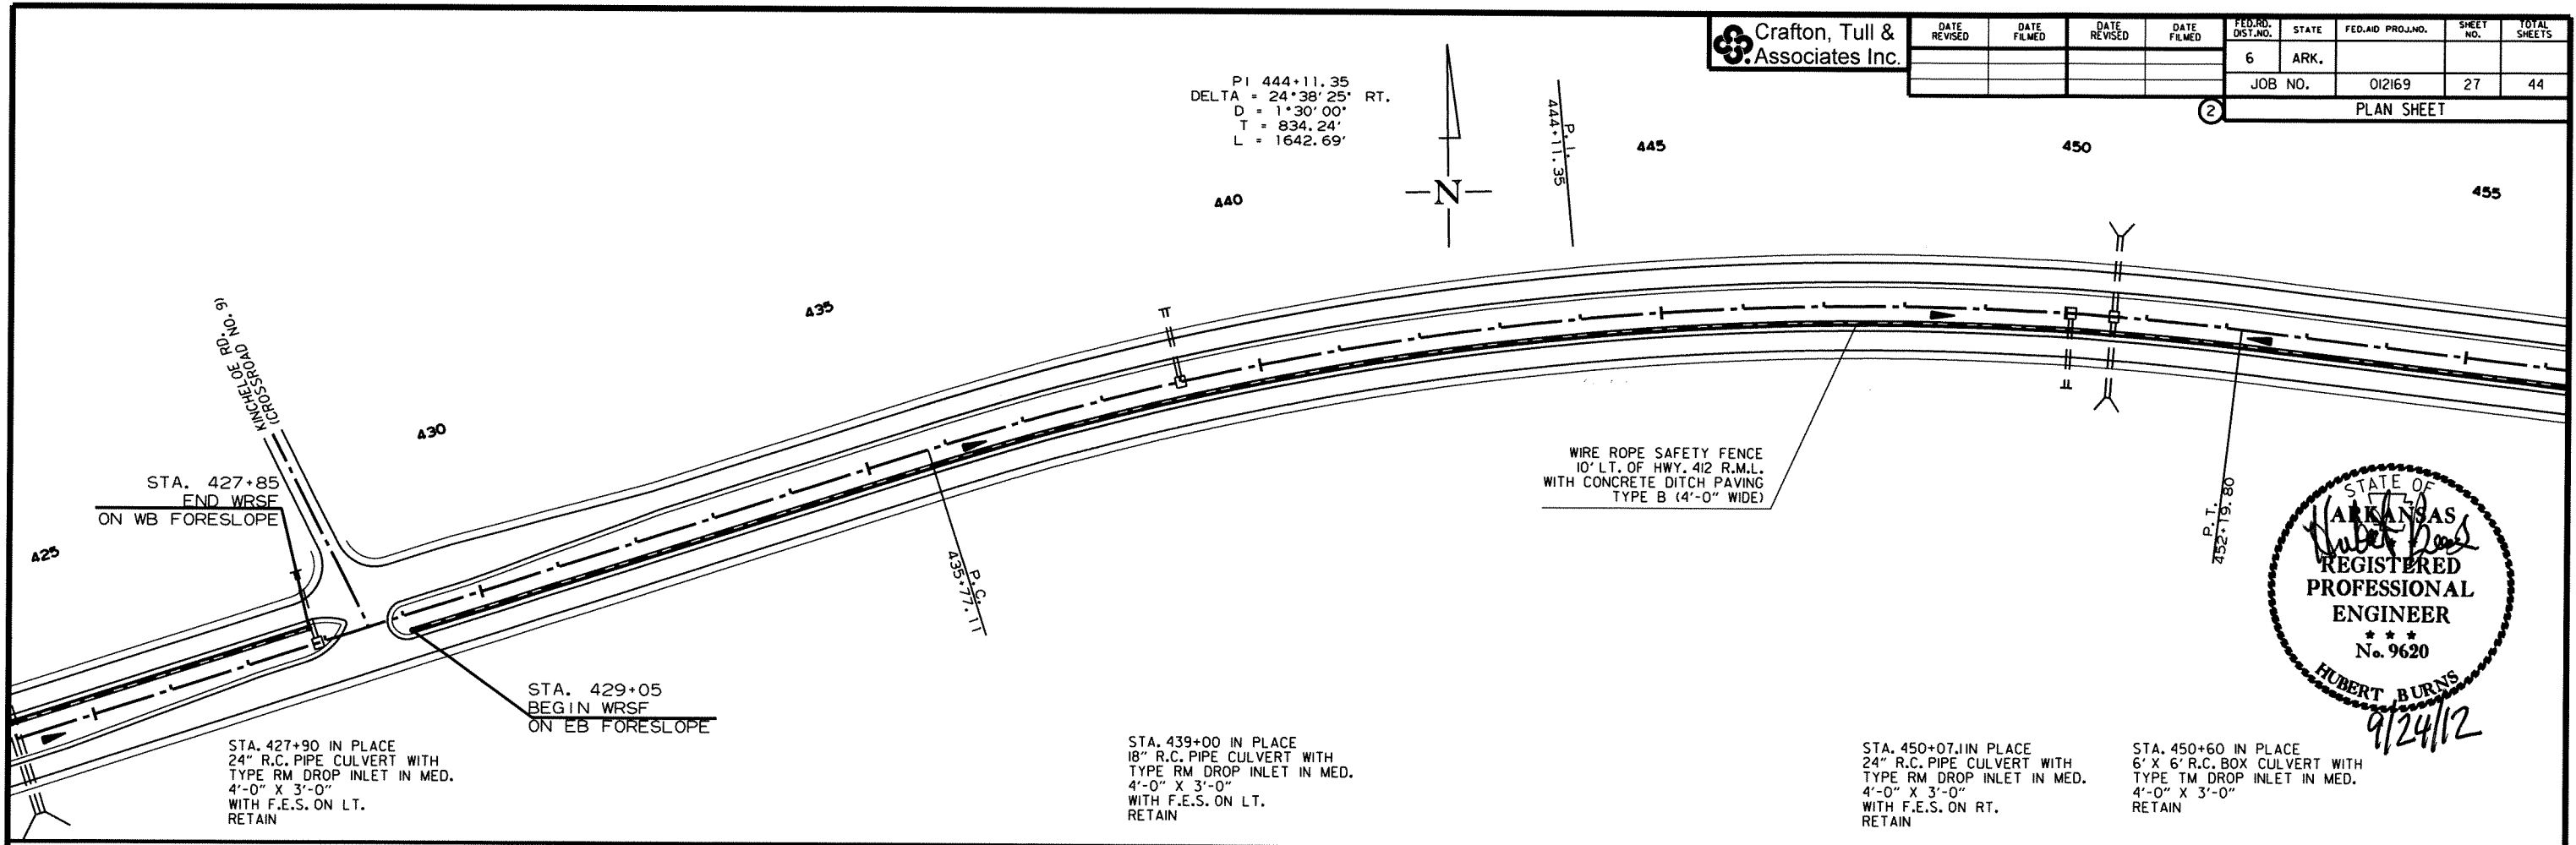 Crafton, Tull &
Associates Inc.
DATE REVISED
DATE FILMED
DATE REVISED
DATE FILMED
FED.RD. DIST.NO.
STATE
FED.AID PROJ.NO.
SHEET NO.
TOTAL SHEETS
6
ARK.
JOB NO.
012169
27
44
2
PLAN SHEET
PI 444+11.35
DELTA = 24°38'25" RT.
D = 1°30'00"
T = 834.24'
L = 1642.69'
N
P.I.
444+11.35
425
430
435
440
445
450
455
KINCHELOE RD.
(CROSSROAD NO. 9)
STA. 427+85
END WRSF
ON WB FORESLOPE
STA. 429+05
BEGIN WRSF
ON EB FORESLOPE
P.C.
435+77.11
WIRE ROPE SAFETY FENCE
10' LT. OF HWY. 412 R.M.L.
WITH CONCRETE DITCH PAVING
TYPE B (4'-0" WIDE)
P.T.
452+19.80
STATE OF
ARKANSAS
REGISTERED
PROFESSIONAL
ENGINEER
* * *
No. 9620
HUBERT BURNS
9/24/12
STA. 427+90 IN PLACE
24" R.C. PIPE CULVERT WITH
TYPE RM DROP INLET IN MED.
4'-0" X 3'-0"
WITH F.E.S. ON LT.
RETAIN
STA. 439+00 IN PLACE
18" R.C. PIPE CULVERT WITH
TYPE RM DROP INLET IN MED.
4'-0" X 3'-0"
WITH F.E.S. ON LT.
RETAIN
STA. 450+07.1 IN PLACE
24" R.C. PIPE CULVERT WITH
TYPE RM DROP INLET IN MED.
4'-0" X 3'-0"
WITH F.E.S. ON RT.
RETAIN
STA. 450+60 IN PLACE
6' X 6' R.C. BOX CULVERT WITH
TYPE TM DROP INLET IN MED.
4'-0" X 3'-0"
RETAIN